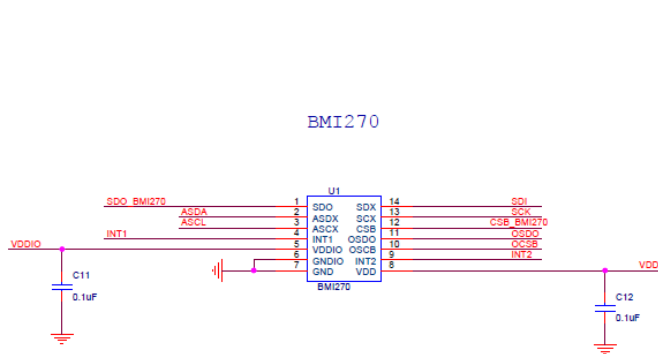 BMI270
U1
SDO_BMI270 1 SDO SDX 14 SDI
ASDA 2 ASDX SCX 13 SCK
ASCL 3 ASCX CSB 12 CSB_BMI270
INT1 4 INT1 OSDO 11 OSDO
VDDIO 5 VDDIO OSCB 10 OCSB
6 GNDIO INT2 9 INT2
7 GND VDD 8 VDD
BMI270
C11
0.1uF
C12
0.1uF